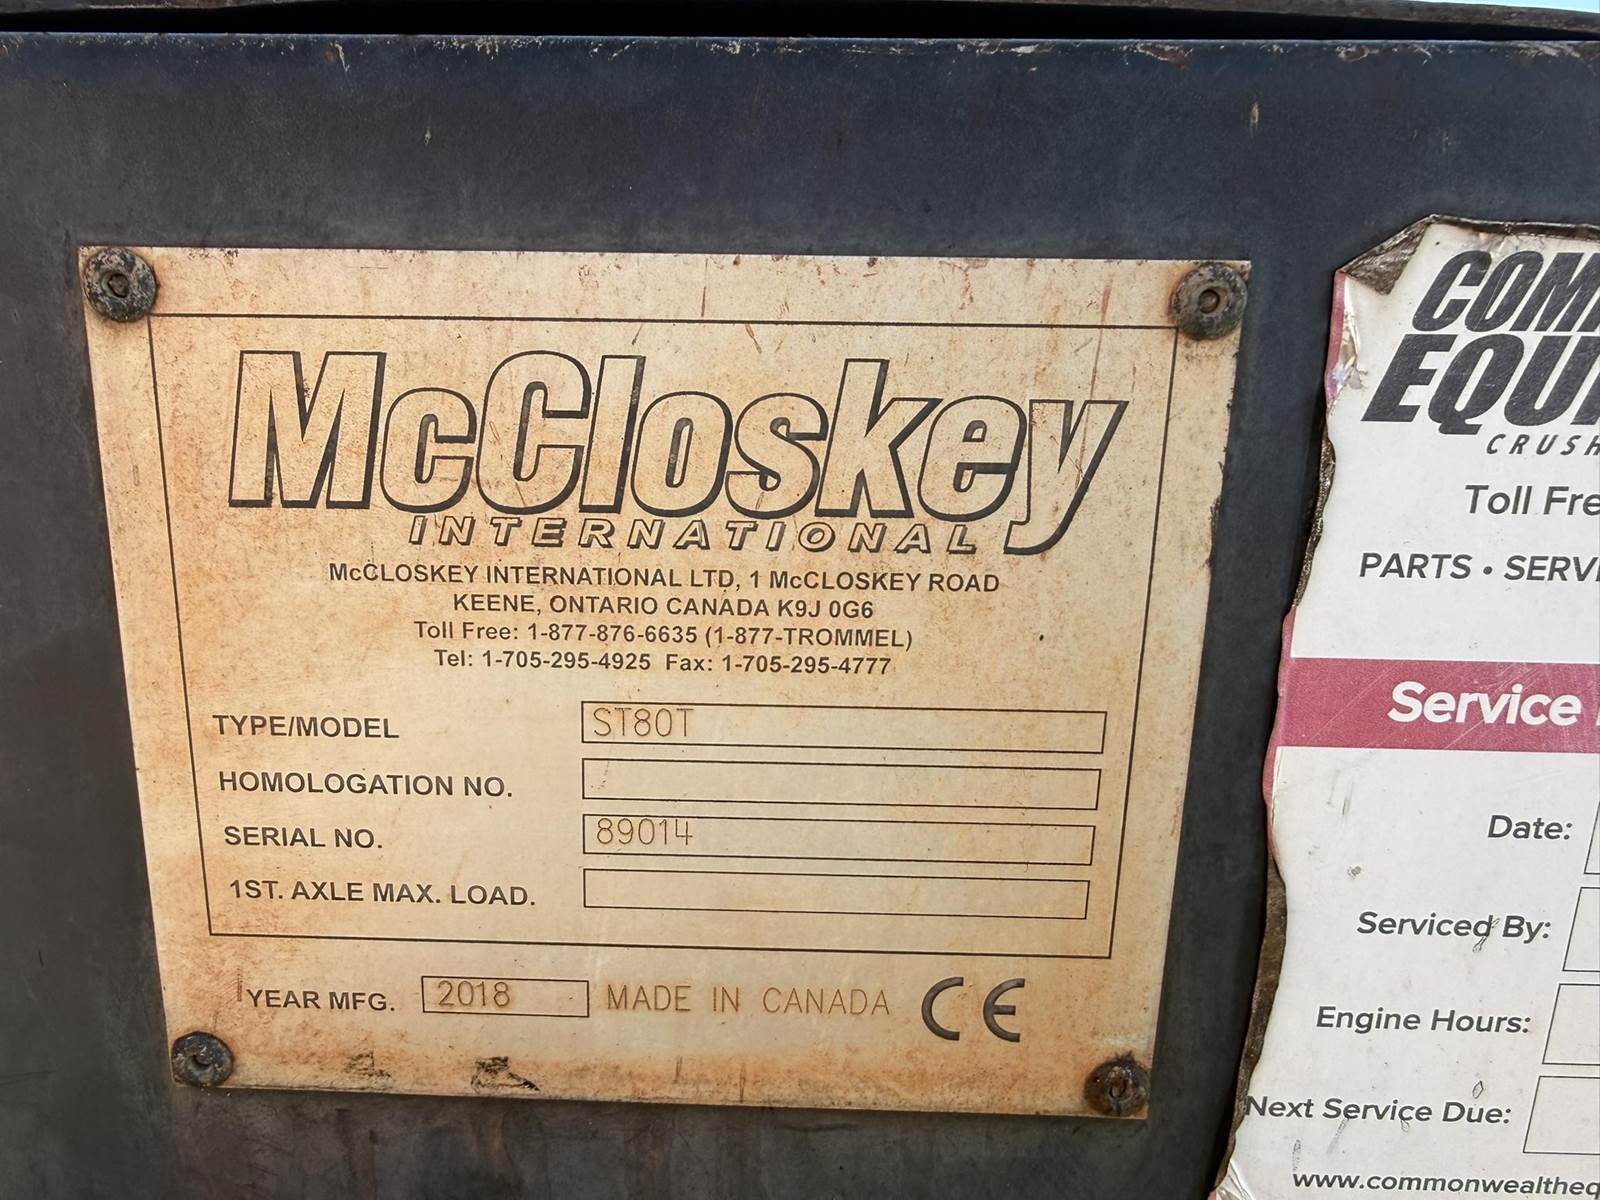 McCloskey
INTERNATIONAL
McCLOSKEY INTERNATIONAL LTD, 1 McCLOSKEY ROAD
KEENE, ONTARIO CANADA K9J 0G6
Toll Free: 1-877-876-6635 (1-877-TROMMEL)
Tel: 1-705-295-4925 Fax: 1-705-295-4777
TYPE/MODEL ST80T
HOMOLOGATION NO.
SERIAL NO. 89014
1ST. AXLE MAX. LOAD.
YEAR MFG. 2018 MADE IN CANADA CE
COM
EQUI
CRUSH
Toll Fre
PARTS • SERVI
Service
Date:
Serviced By:
Engine Hours:
Next Service Due:
www.commonwealtheq